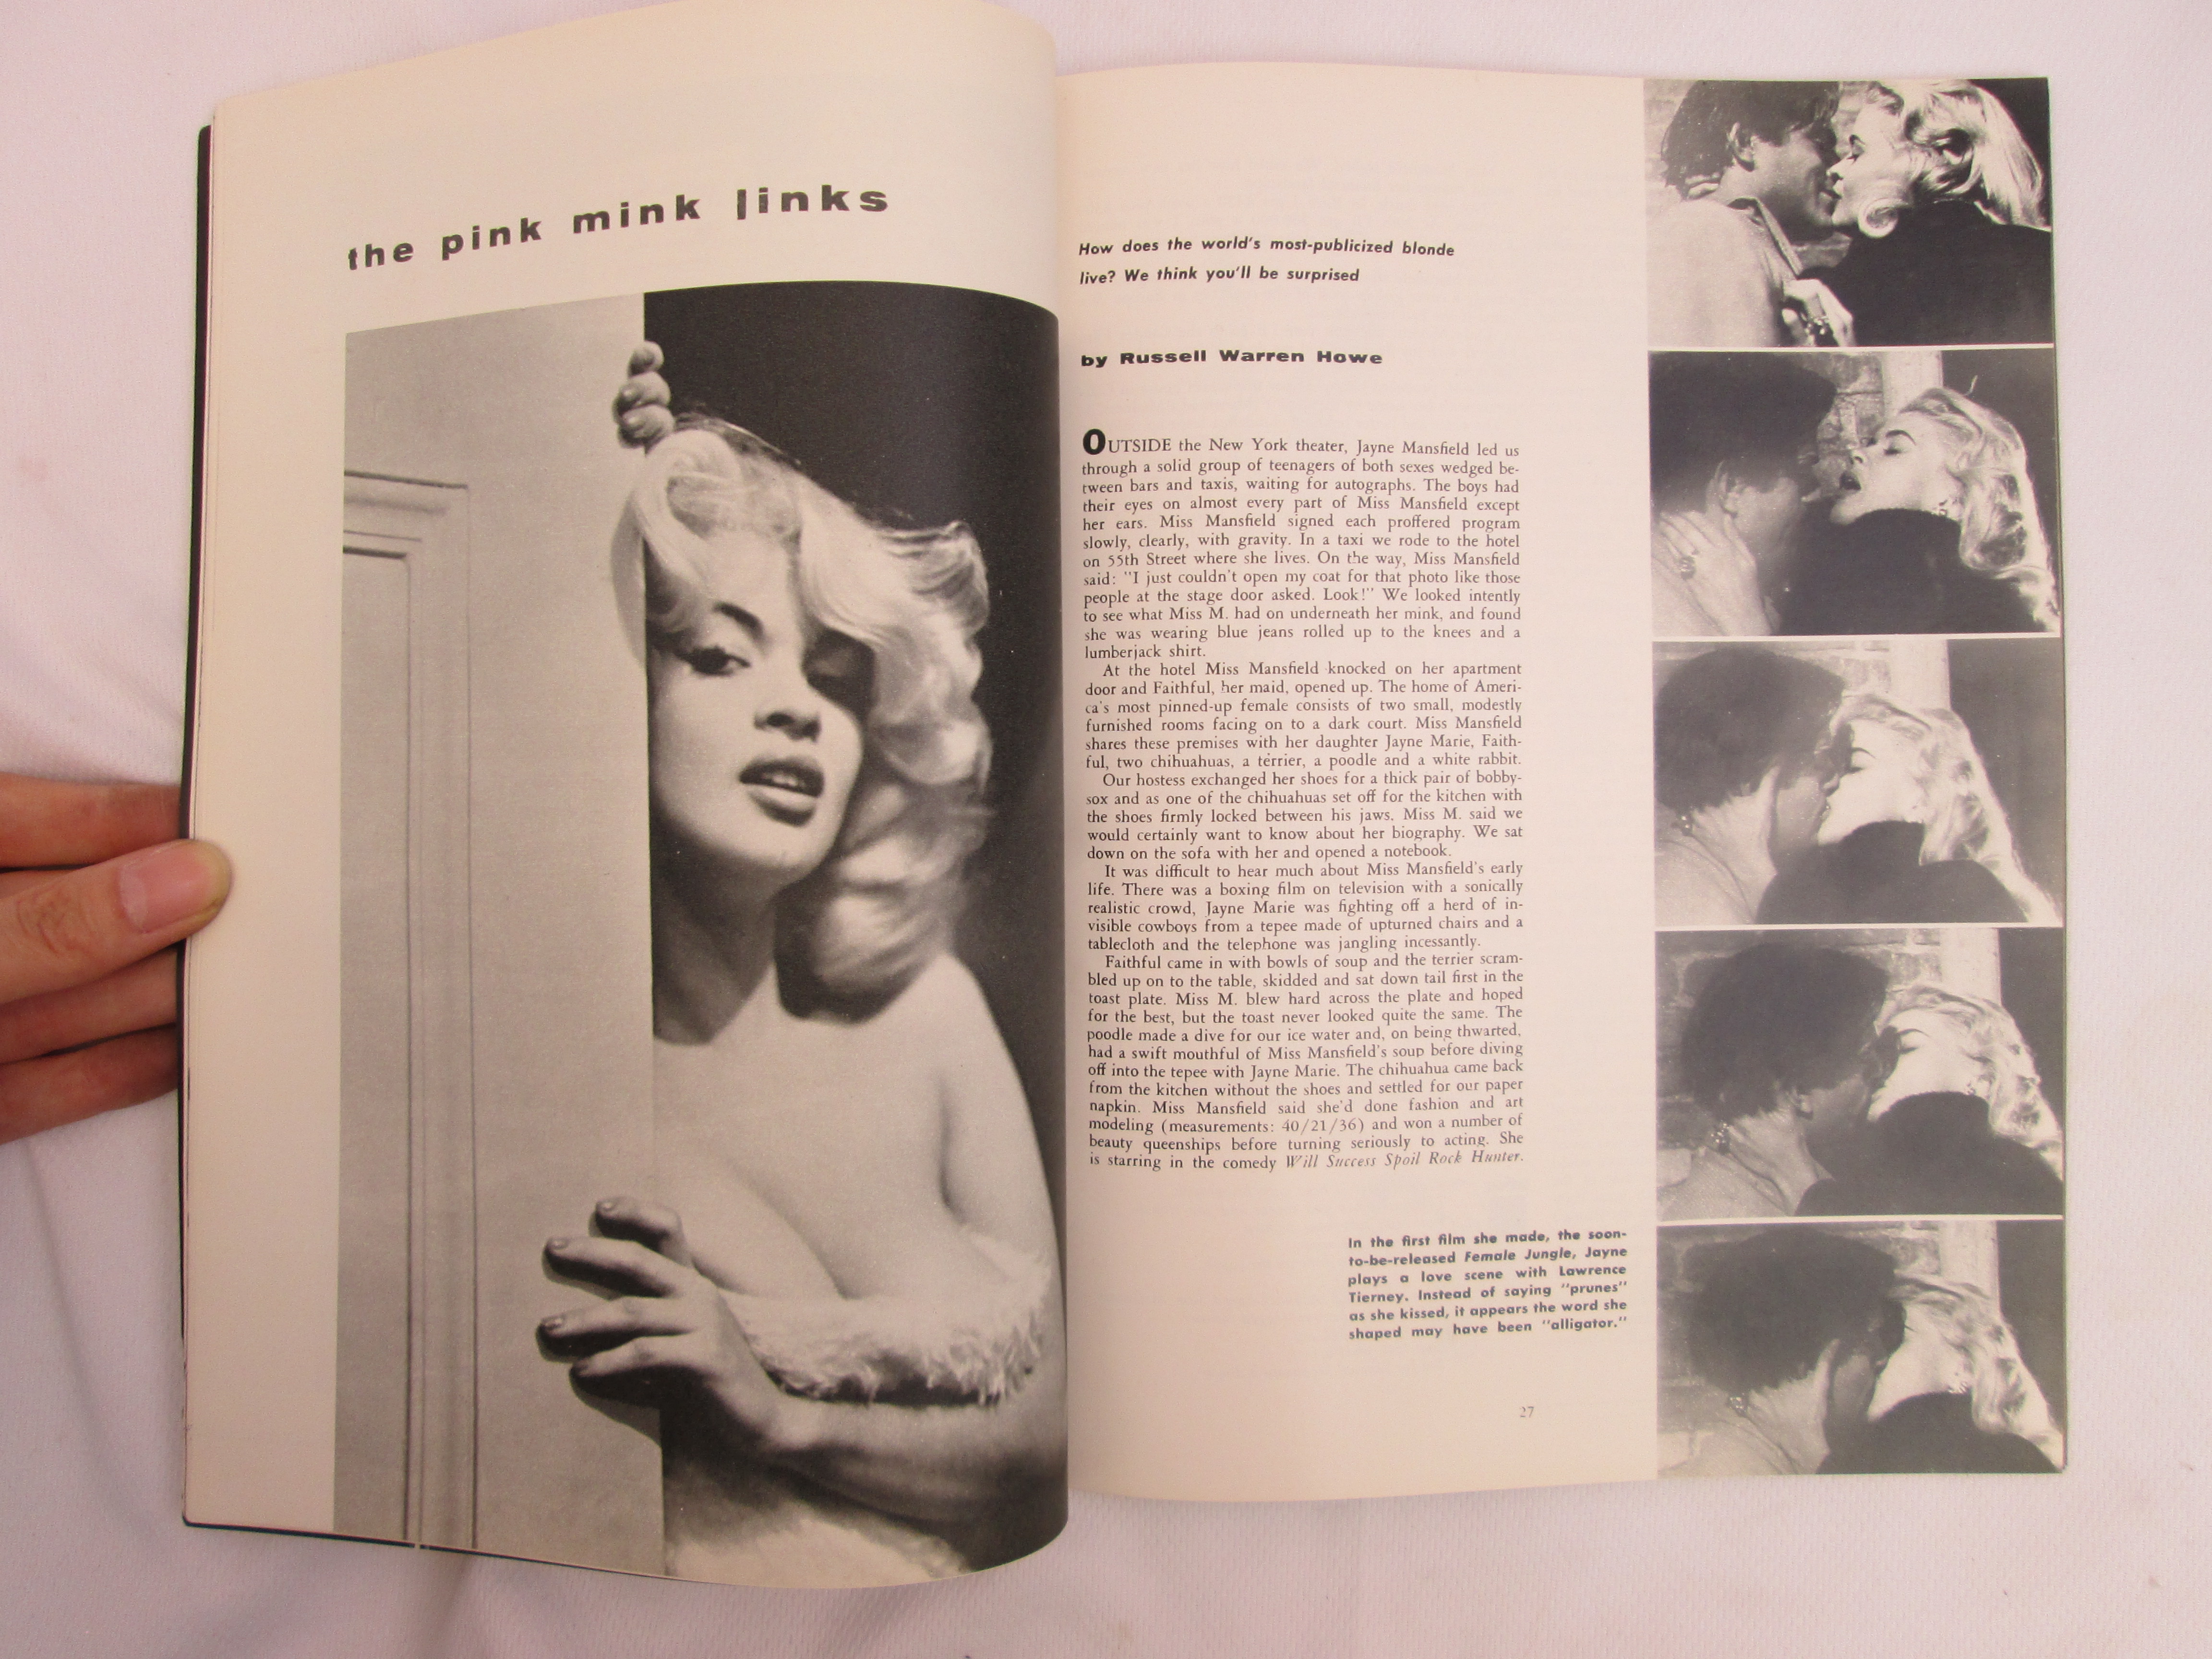 the pink mink links
How does the world's most-publicized blonde
live? We think you'll be surprised
by Russell Warren Howe
OUTSIDE the New York theater, Jayne Mansfield led us
through a solid group of teenagers of both sexes wedged be-
tween bars and taxis, waiting for autographs. The boys had
their eyes on almost every part of Miss Mansfield except
her ears. Miss Mansfield signed each proffered program
slowly, clearly, with gravity. In a taxi we rode to the hotel
on 55th Street where she lives. On the way, Miss Mansfield
said: "I just couldn't open my coat for that photo like those
people at the stage door asked. Look!" We looked intently
to see what Miss M. had on underneath her mink, and found
she was wearing blue jeans rolled up to the knees and a
lumberjack shirt.
At the hotel Miss Mansfield knocked on her apartment
door and Faithful, her maid, opened up. The home of Ameri-
ca's most pinned-up female consists of two small, modestly
furnished rooms facing on to a dark court. Miss Mansfield
shares these premises with her daughter Jayne Marie, Faith-
ful, two chihuahuas, a terrier, a poodle and a white rabbit.
Our hostess exchanged her shoes for a thick pair of bobby-
sox and as one of the chihuahuas set off for the kitchen with
the shoes firmly locked between his jaws. Miss M. said we
would certainly want to know about her biography. We sat
down on the sofa with her and opened a notebook.
It was difficult to hear much about Miss Mansfield's early
life. There was a boxing film on television with a sonically
realistic crowd, Jayne Marie was fighting off a herd of in-
visible cowboys from a tepee made of upturned chairs and a
tablecloth and the telephone was jangling incessantly.
Faithful came in with bowls of soup and the terrier scram-
bled up on to the table, skidded and sat down tail first in the
toast plate. Miss M. blew hard across the plate and hoped
for the best, but the toast never looked quite the same. The
poodle made a dive for our ice water and, on being thwarted,
had a swift mouthful of Miss Mansfield's soup before diving
off into the tepee with Jayne Marie. The chihuahua came back
from the kitchen without the shoes and settled for our paper
napkin. Miss Mansfield said she'd done fashion and art
modeling (measurements: 40/21/36) and won a number of
beauty queenships before turning seriously to acting. She
is starring in the comedy Will Success Spoil Rock Hunter.
In the first film she made, the soon-
to-be-released Female Jungle, Jayne
plays a love scene with Lawrence
Tierney. Instead of saying "prunes"
as she kissed, it appears the word she
shaped may have been "alligator."
27